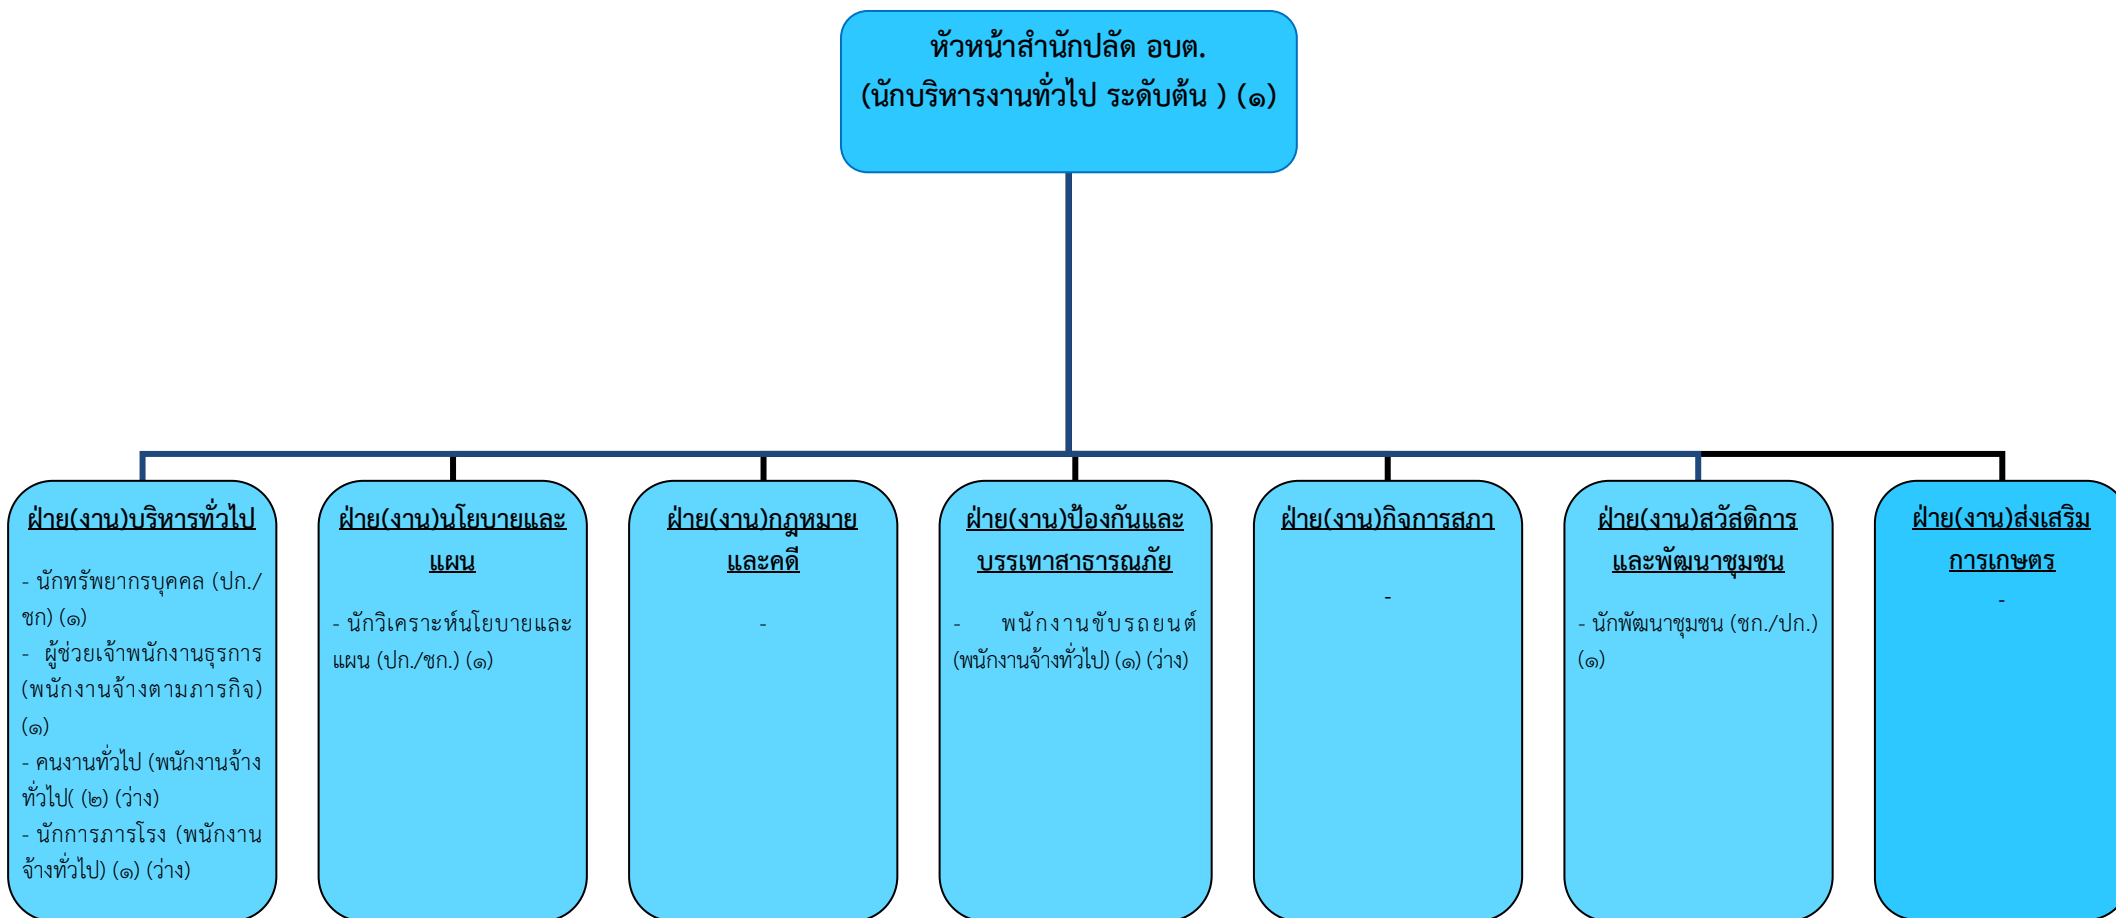 หัวหน้าสำนักปลัด อบต.
(นักบริหารงานทั่วไป ระดับต้น ) (๑)
ฝ่าย(งาน)บริหารทั่วไป
- นักทรัพยากรบุคคล (ปก./
ชก) (๑)
- ผู้ช่วยเจ้าพนักงานธุรการ
(พนักงานจ้างตามภารกิจ)
(๑)
- คนงานทั่วไป (พนักงานจ้าง
ทั่วไป( (๒) (ว่าง)
- นักการภารโรง (พนักงาน
จ้างทั่วไป) (๑) (ว่าง)
ฝ่าย(งาน)นโยบายและ
แผน
- นักวิเคราะห์นโยบายและ
แผน (ปก./ชก.) (๑)
ฝ่าย(งาน)กฎหมาย
และคดี
-
ฝ่าย(งาน)ป้องกันและ
บรรเทาสาธารณภัย
- พนักงานขับรถยนต์
(พนักงานจ้างทั่วไป) (๑) (ว่าง)
ฝ่าย(งาน)กิจการสภา
-
ฝ่าย(งาน)สวัสดิการ
และพัฒนาชุมชน
- นักพัฒนาชุมชน (ชก./ปก.)
(๑)
ฝ่าย(งาน)ส่งเสริม
การเกษตร
-